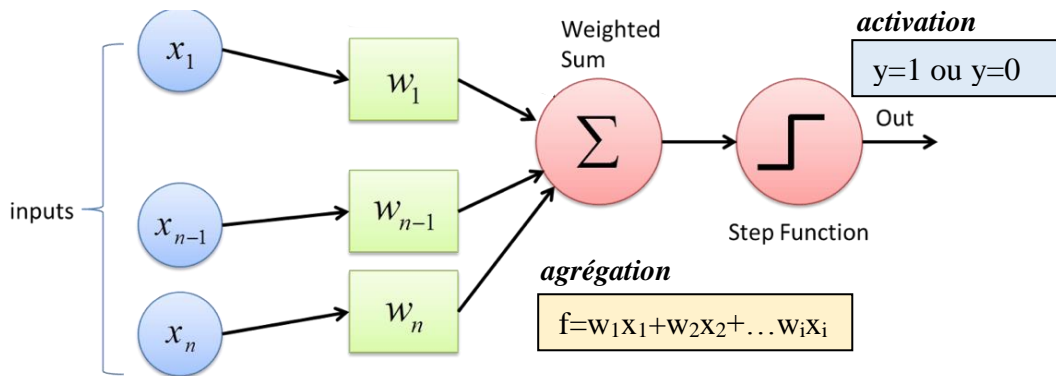 activation
y=1 ou y=0
Out
Weighted
Sum
x₁
w₁
Σ
inputs
xₙ₋₁
wₙ₋₁
Step Function
agrégation
xₙ
wₙ
f=w₁x₁+w₂x₂+…wᵢxᵢ